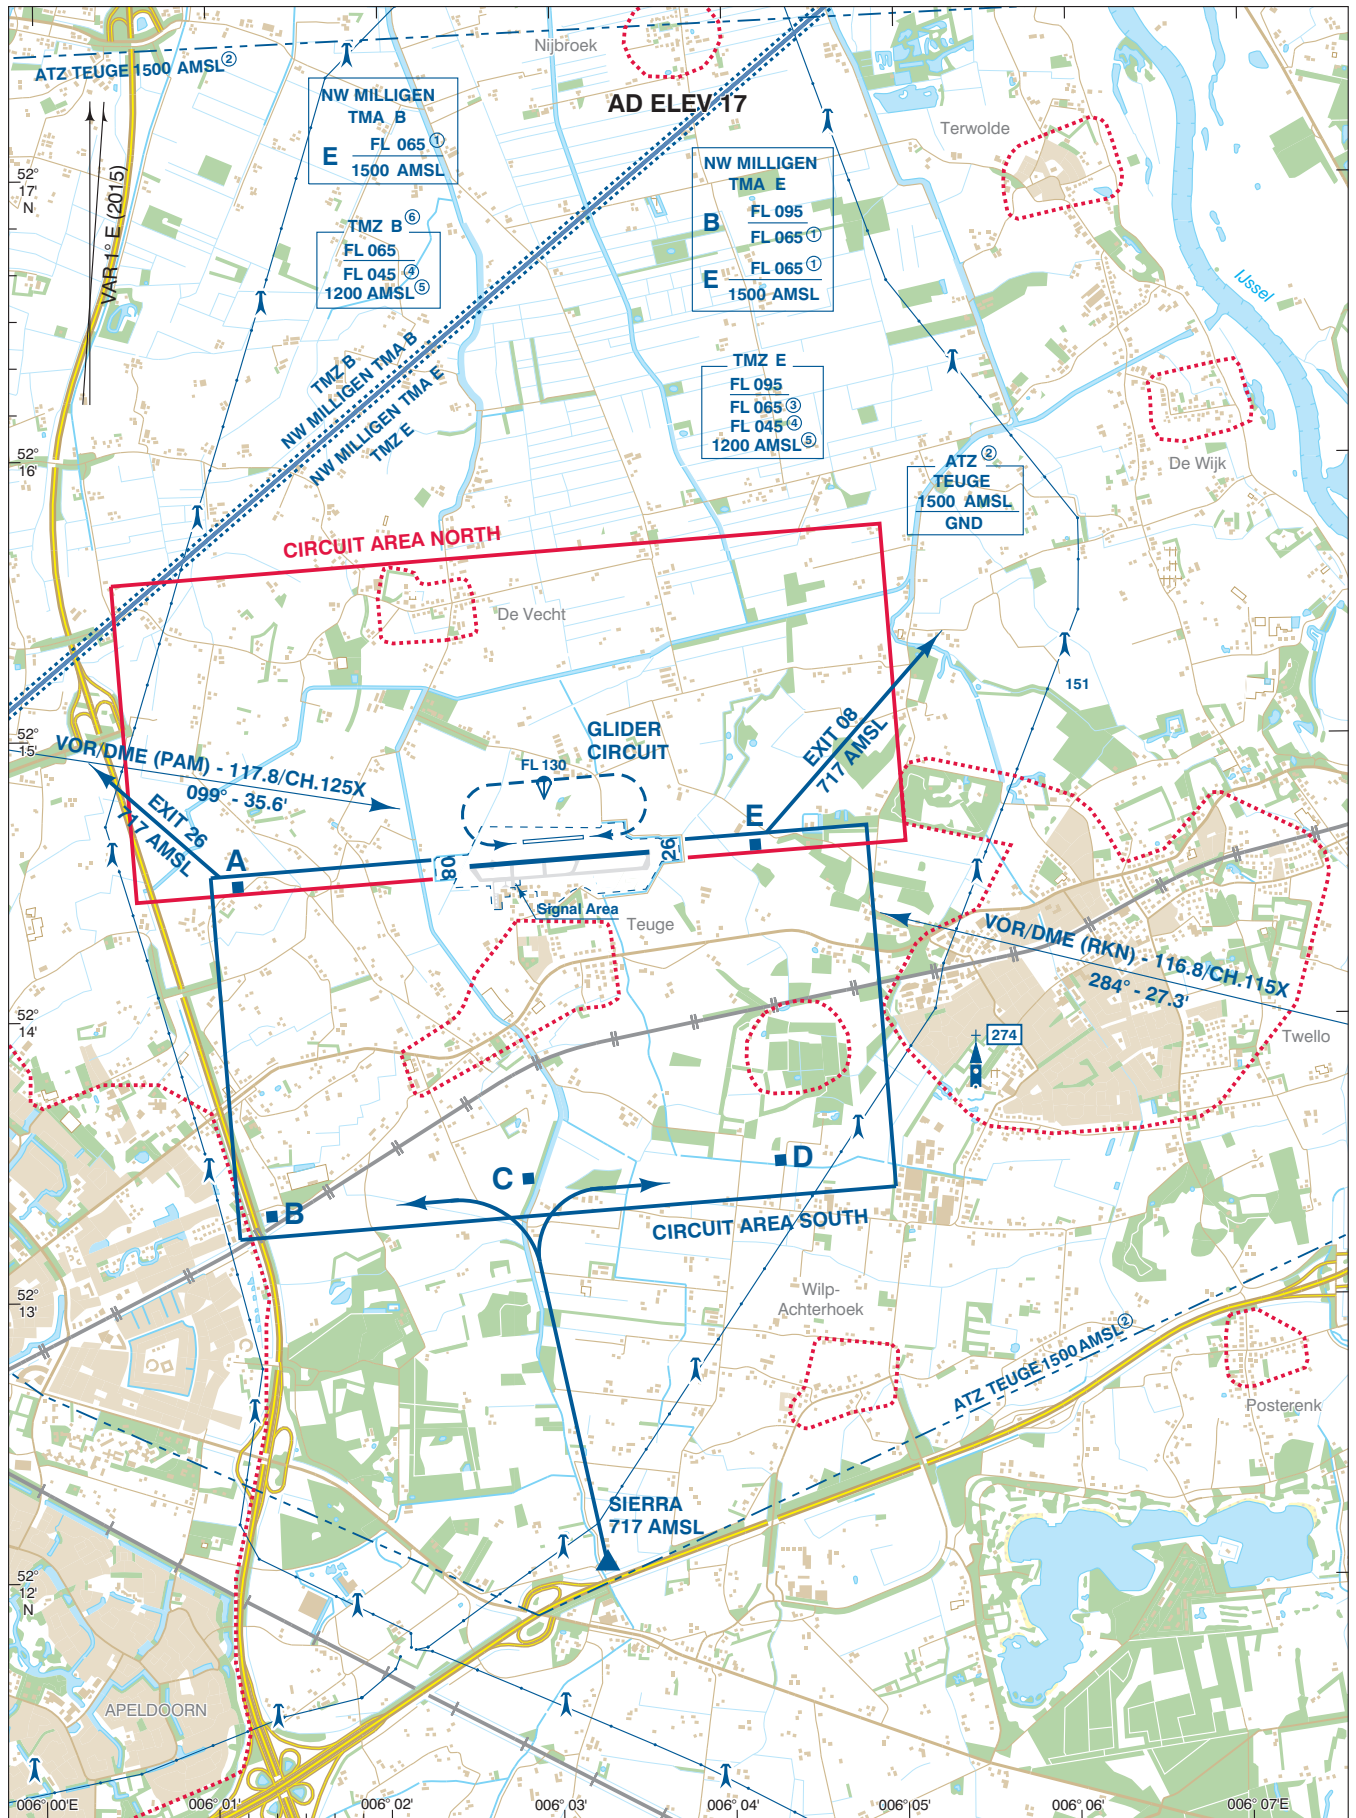 Nijbroek
ATZ TEUGE 1500 AMSL ②
AD ELEV 17
NW MILLIGEN
TMA B
E FL 065 ①
1500 AMSL
Terwolde
NW MILLIGEN
TMA E
B FL 095
FL 065 ①
E FL 065 ①
1500 AMSL
52°
17'
N
VAR 1° E (2015)
TMZ B ⑥
FL 065
FL 045 ④
1200 AMSL ⑤
IJssel
TMZ B
NW MILLIGEN TMA B
NW MILLIGEN TMA E
TMZ E
TMZ E
FL 095
FL 065 ③
FL 045 ④
1200 AMSL ⑤
52°
16'
De Wijk
ATZ ②
TEUGE
1500 AMSL
GND
CIRCUIT AREA NORTH
De Vecht
151
52°
15'
GLIDER
CIRCUIT
FL 130
EXIT 08
717 AMSL
VOR/DME (PAM) - 117.8/CH.125X
099° - 35.6'
EXIT 26
717 AMSL
A
E
08
26
Signal Area
Teuge
VOR/DME (RKN) - 116.8/CH.115X
284° - 27.3'
52°
14'
274
Twello
C
D
B
CIRCUIT AREA SOUTH
52°
13'
Wilp-
Achterhoek
ATZ TEUGE 1500 AMSL ②
Posterenk
SIERRA
717 AMSL
52°
12'
N
APELDOORN
006° 00'E
006° 01'
006° 02'
006° 03'
006° 04'
006° 05'
006° 06'
006° 07'E